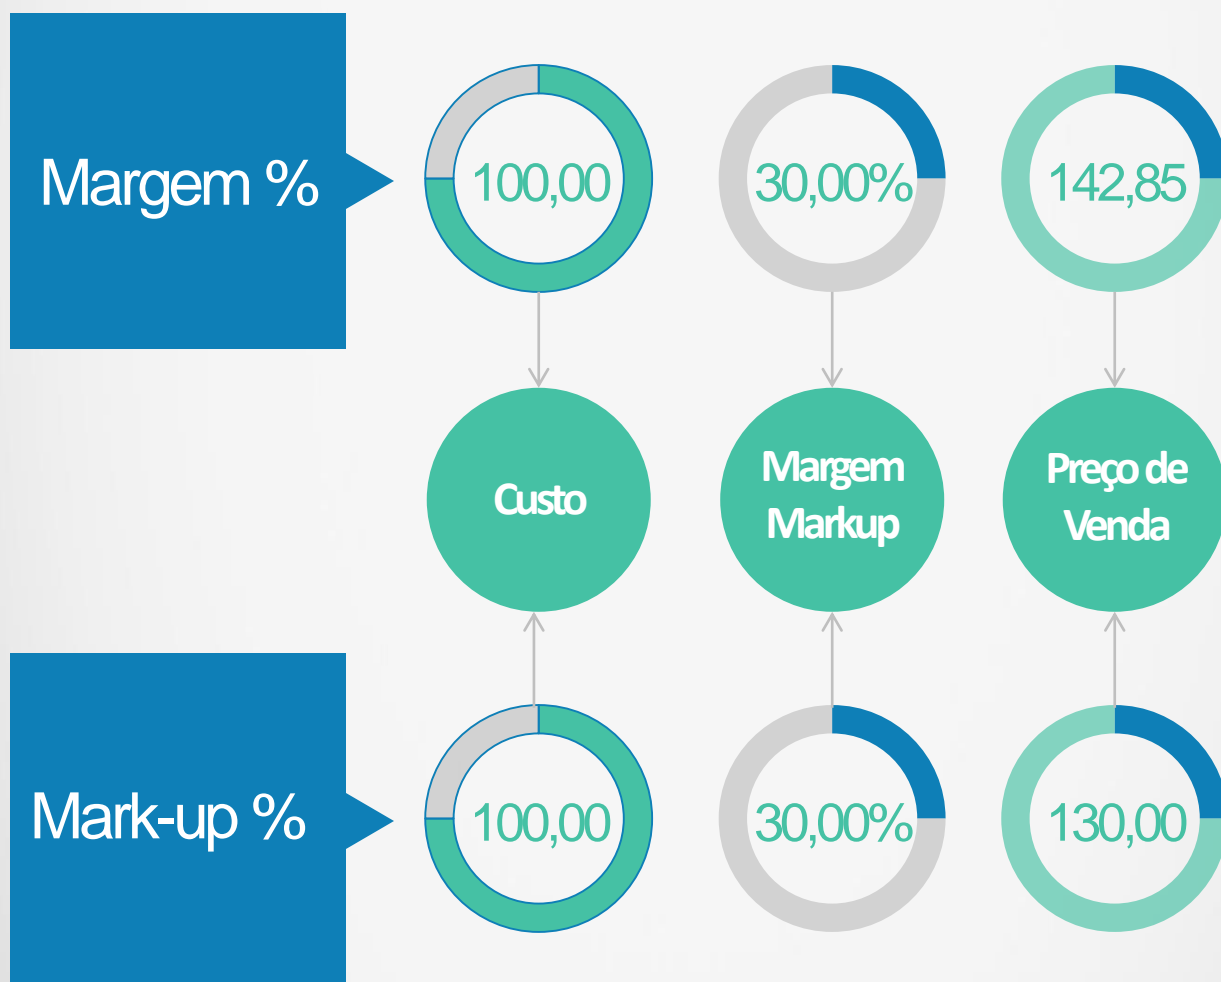 Margem %
100,00
30,00%
142,85
Custo
Margem
Markup
Preço de
Venda
Mark-up %
100,00
30,00%
130,00